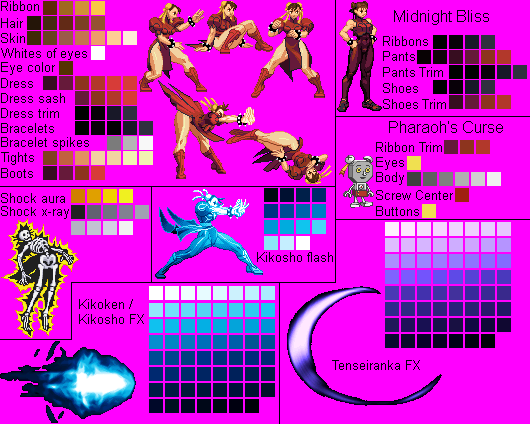 Ribbon
Hair
Skin
Whites of eyes
Eye color
Dress
Dress sash
Dress trim
Bracelets
Bracelet spikes
Tights
Boots
Midnight Bliss
Ribbons
Pants
Pants Trim
Shoes
Shoes Trim
Pharaoh's Curse
Ribbon Trim
Eyes
Body
Screw Center
Buttons
Shock aura
Shock x-ray
Kikosho flash
Kikoken /
Kikosho FX
Tenseiranka FX